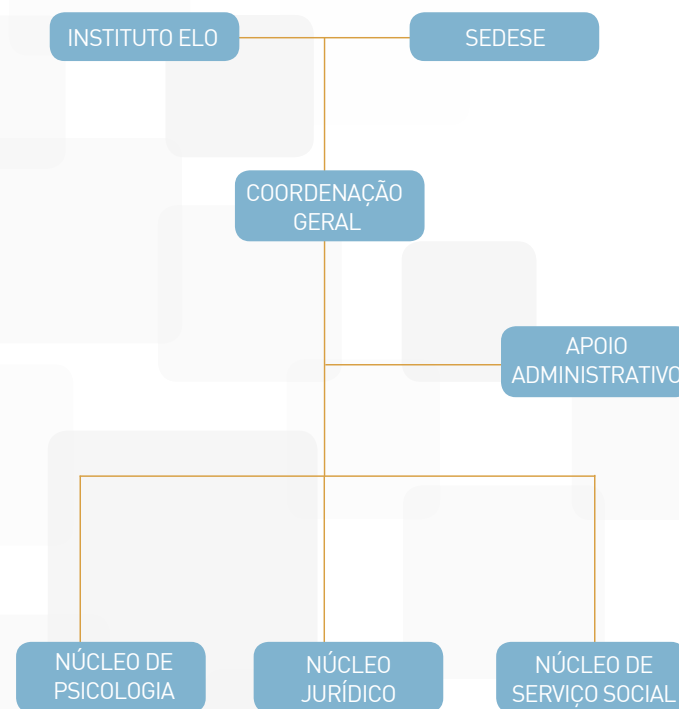 INSTITUTO ELO
SEDESE
COORDENAÇÃO
GERAL
APOIO
ADMINISTRATIVO
NÚCLEO DE
PSICOLOGIA
NÚCLEO
JURÍDICO
NÚCLEO DE
SERVIÇO SOCIAL